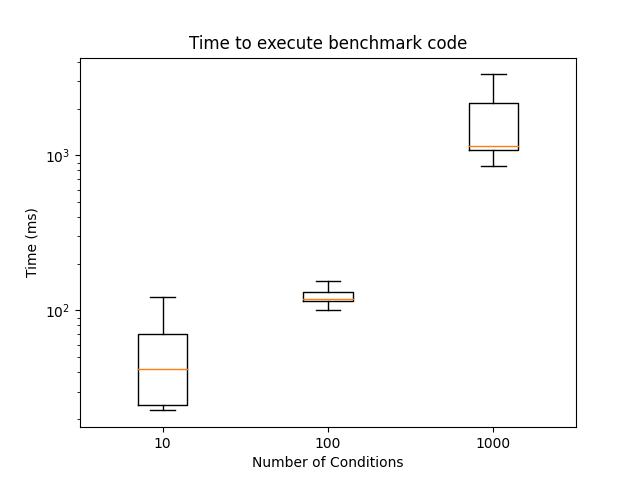 Time to execute benchmark code
Time (ms)
10³
10²
10 100 1000
Number of Conditions